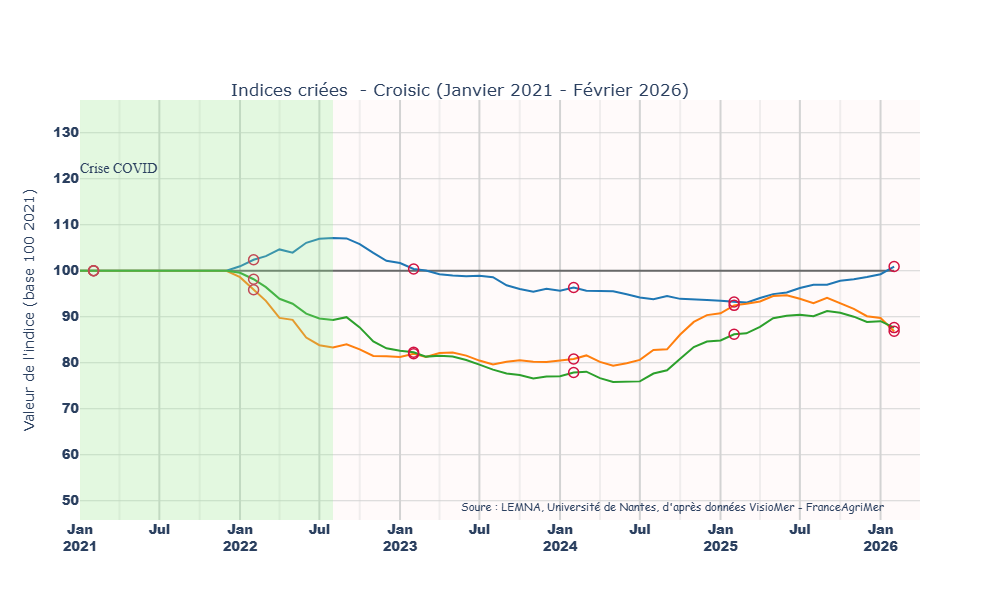 Indices criées  - Croisic (Janvier 2021 - Février 2026)
Valeur de l'indice (base 100 2021)
130
Crise COVID
120
110
100
90
80
70
60
50
Soure : LEMNA, Université de Nantes, d'après données VisioMer - FranceAgriMer
Jan Jul Jan Jul Jan Jul Jan Jul Jan Jul Jan
2021 2022 2023 2024 2025 2026